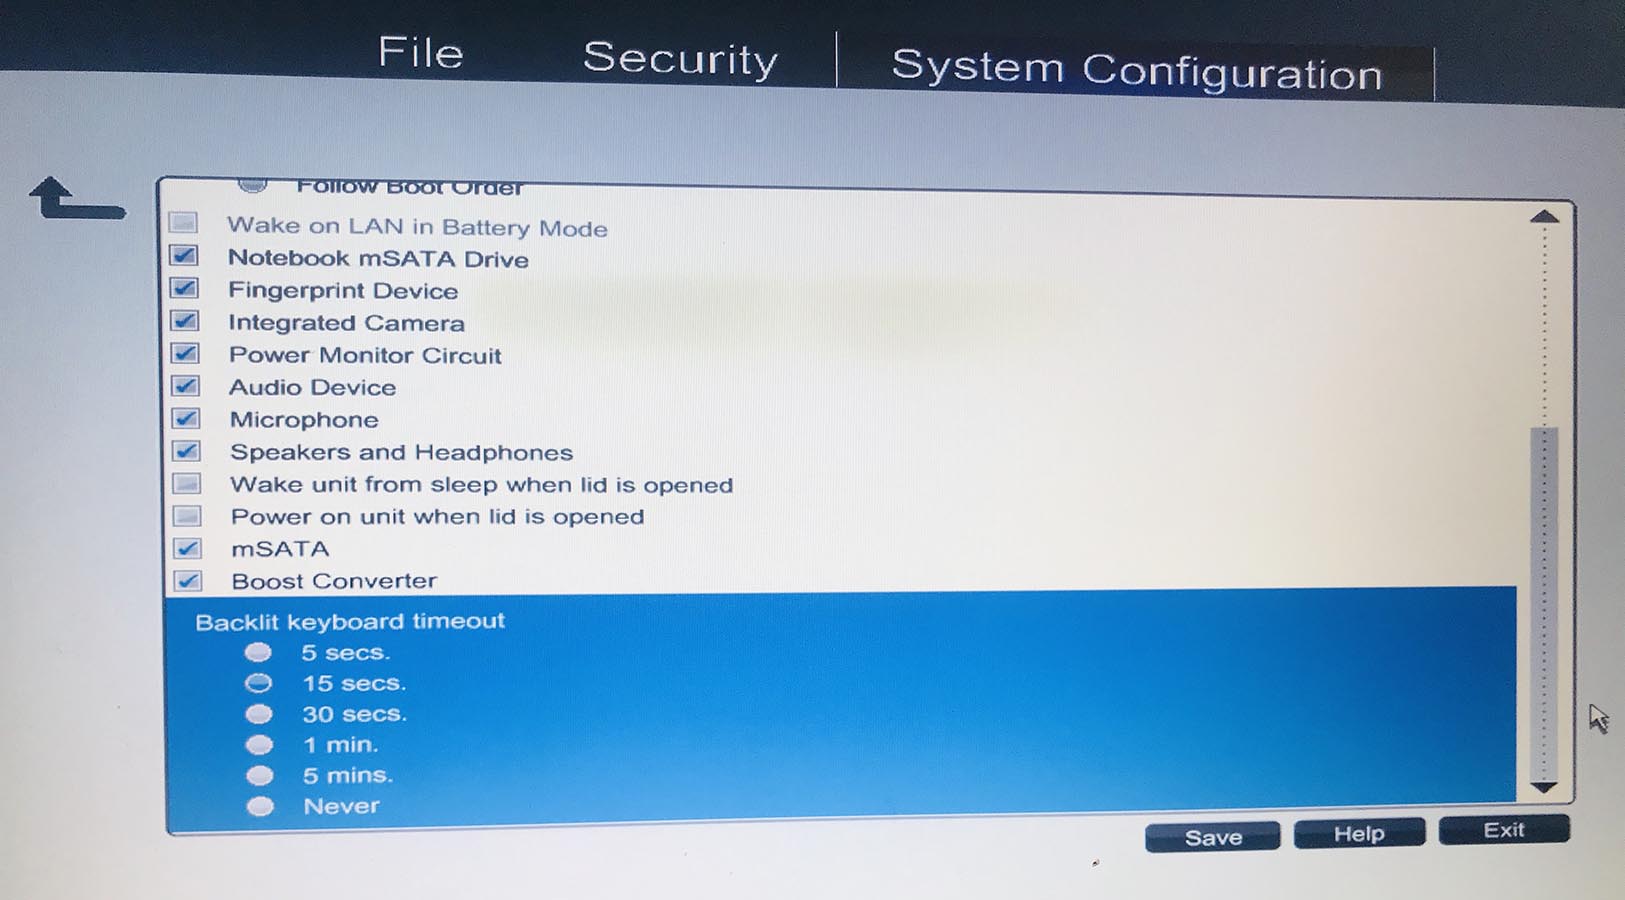 File
Security
System Configuration
Follow Boot Order
Wake on LAN in Battery Mode
Notebook mSATA Drive
Fingerprint Device
Integrated Camera
Power Monitor Circuit
Audio Device
Microphone
Speakers and Headphones
Wake unit from sleep when lid is opened
Power on unit when lid is opened
mSATA
Boost Converter
Backlit keyboard timeout
5 secs.
15 secs.
30 secs.
1 min.
5 mins.
Never
Save
Help
Exit